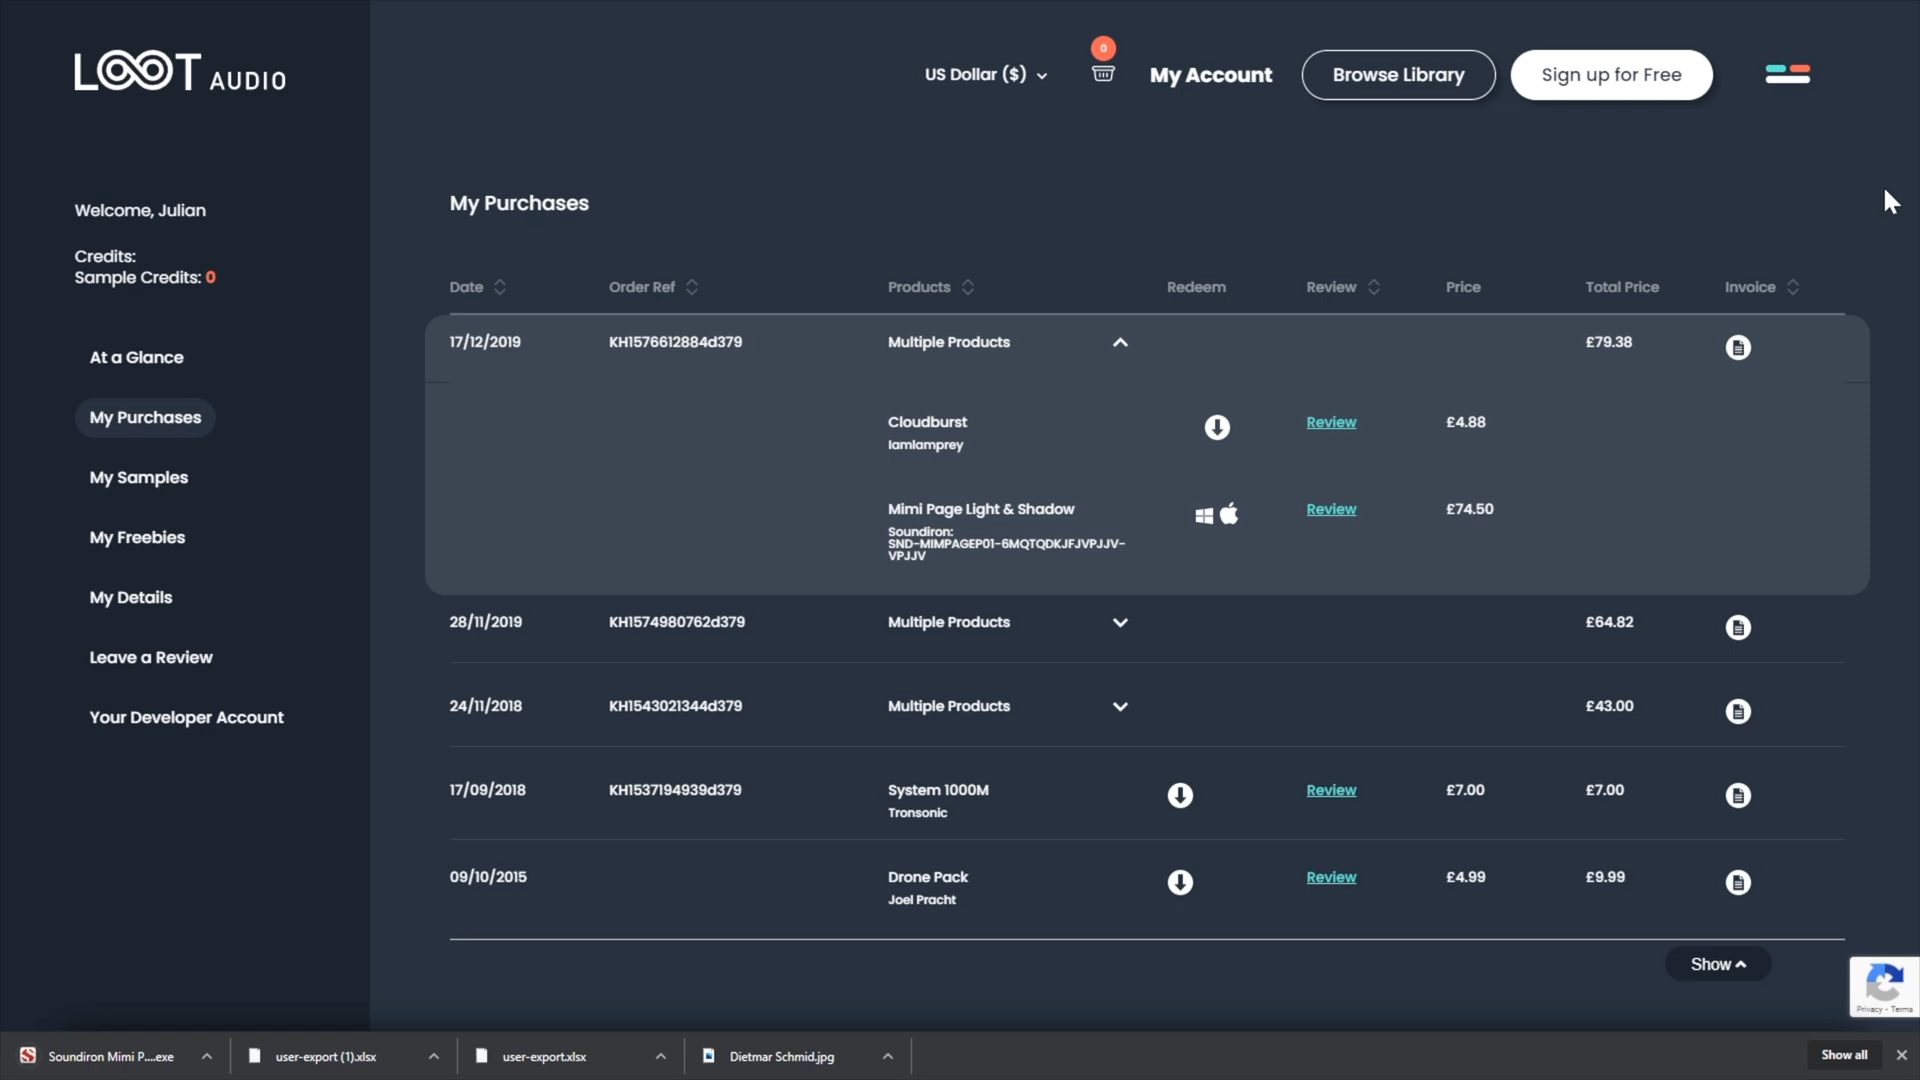 LOOT AUDIO
US Dollar ($)
0
My Account
Browse Library
Sign up for Free
Welcome, Julian
Credits:
Sample Credits: 0
At a Glance
My Purchases
My Samples
My Freebies
My Details
Leave a Review
Your Developer Account
My Purchases
Date Order Ref Products Redeem Review Price Total Price Invoice
17/12/2019 KH1576612884d379 Multiple Products £79.38
Cloudburst Review £4.88
Iamlamprey
Mimi Page Light & Shadow Review £74.50
Soundiron:
SND-MIMPAGEP01-6MQTQDKJFJVPJJV-
VPJJV
28/11/2019 KH1574980762d379 Multiple Products £64.82
24/11/2018 KH1543021344d379 Multiple Products £43.00
17/09/2018 KH1537194939d379 System 1000M Review £7.00 £7.00
Tronsonic
09/10/2015 Drone Pack Review £4.99 £9.99
Joel Pracht
Show
Privacy - Terms
Soundiron Mimi P....exe
user-export (1).xlsx
user-export.xlsx
Dietmar Schmid.jpg
Show all